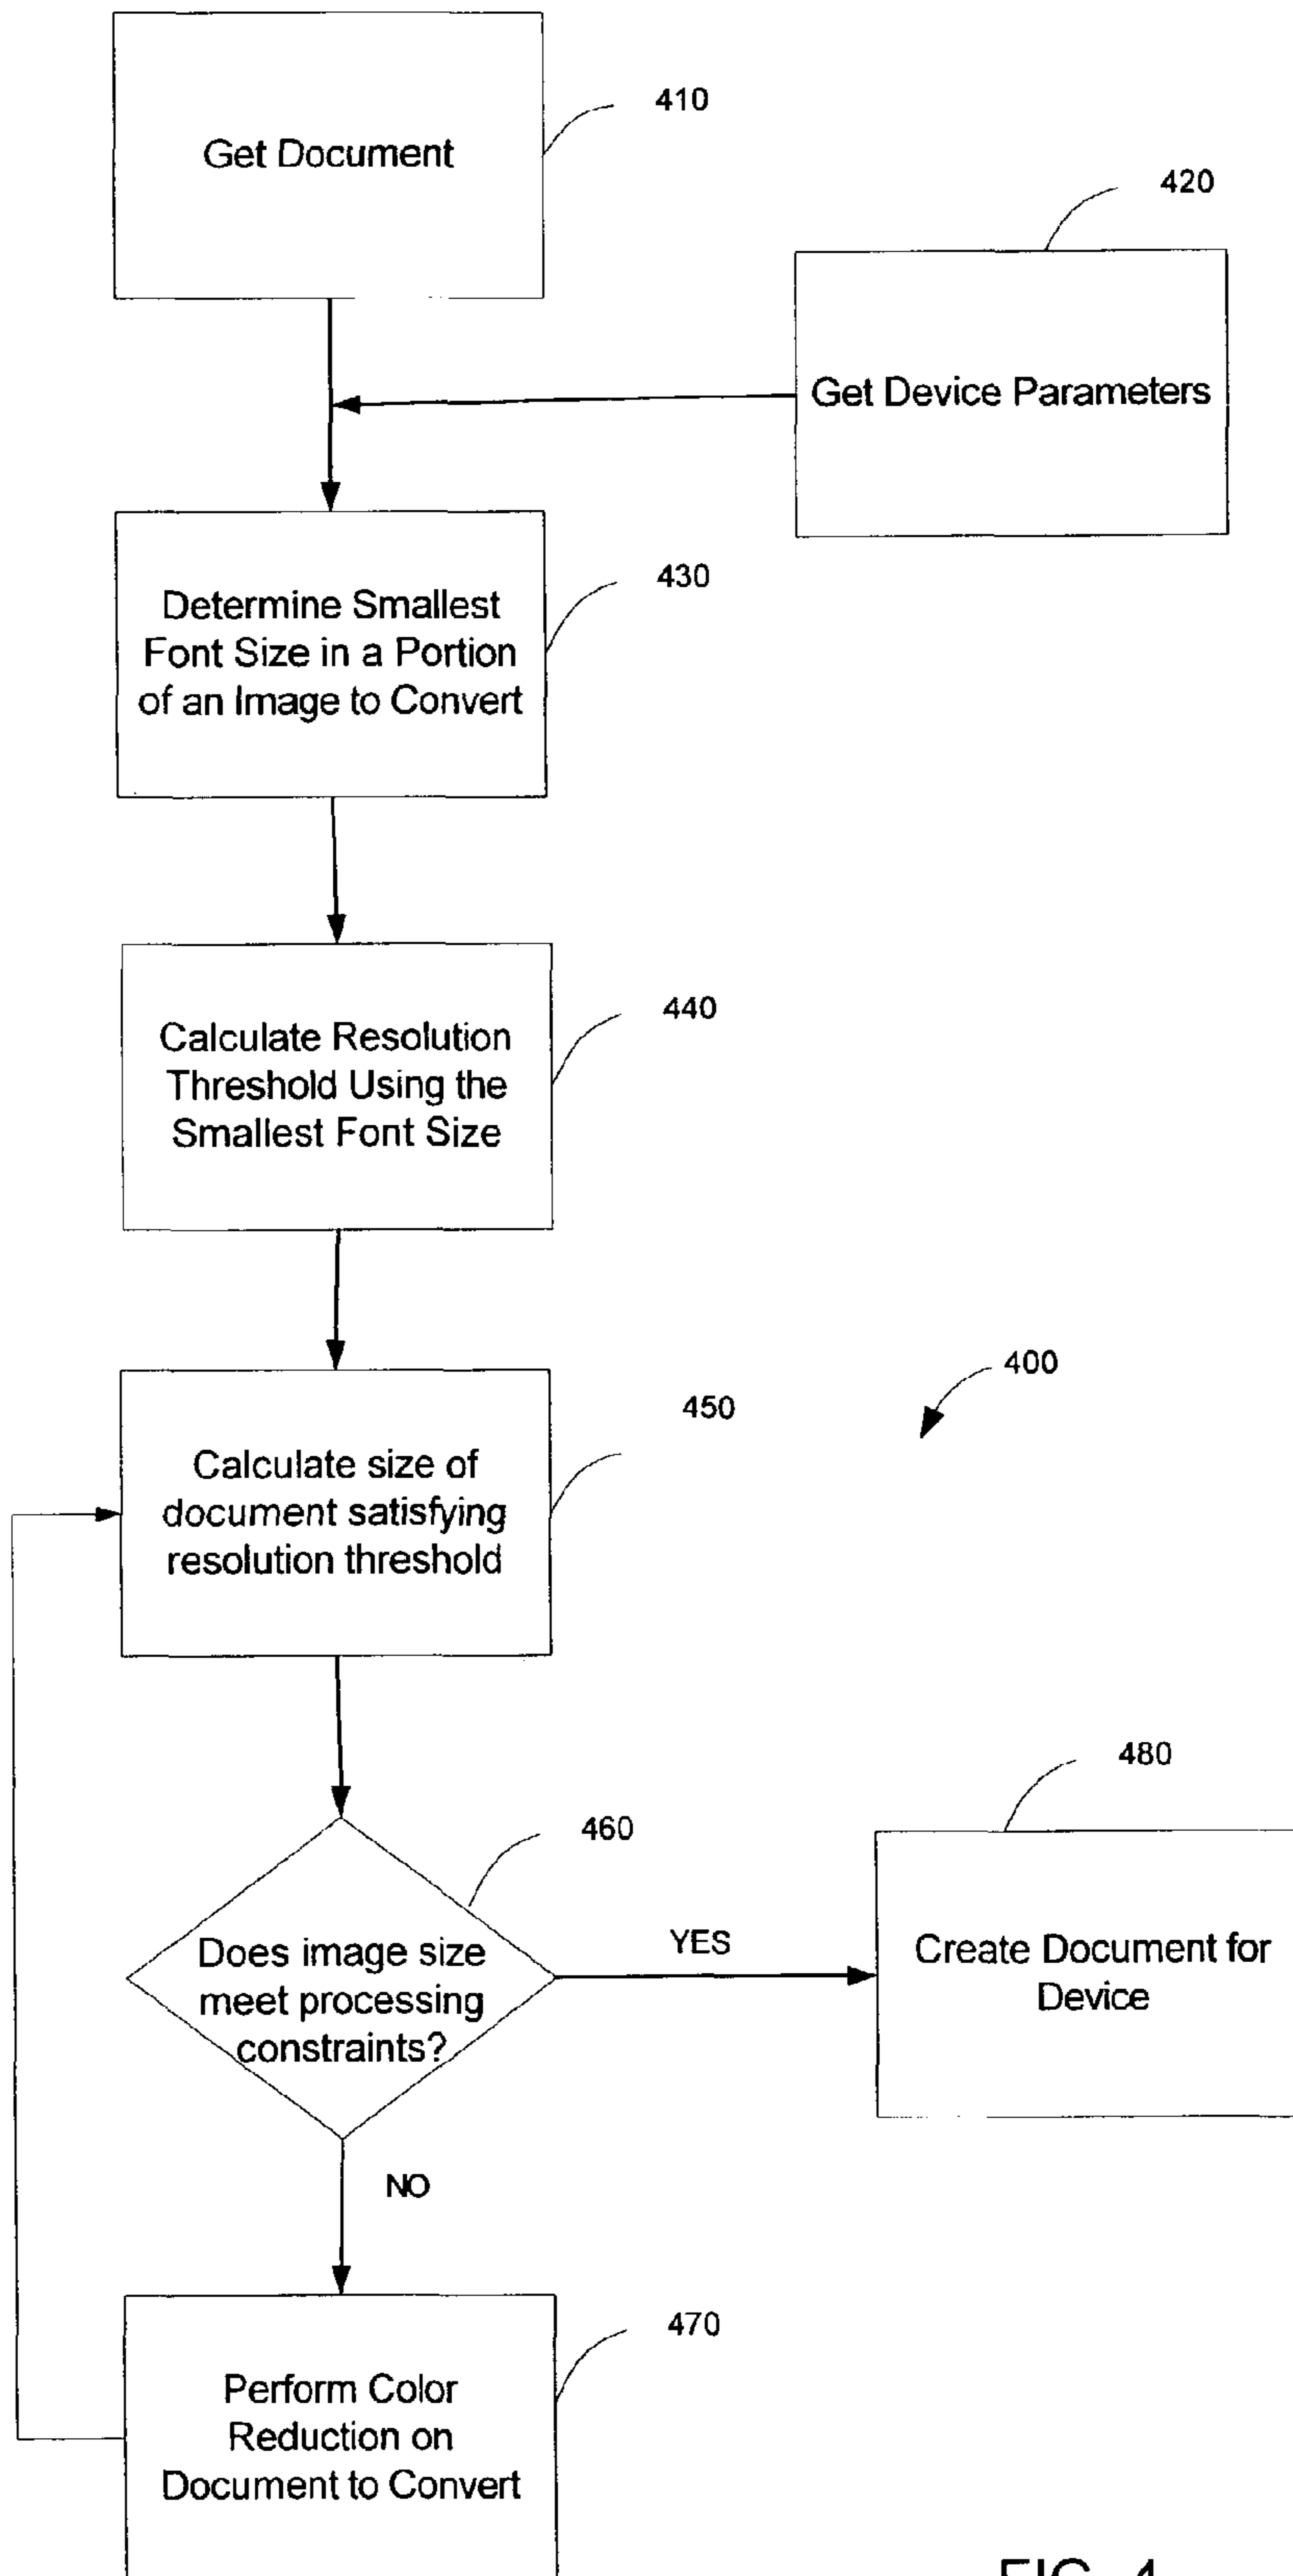 Get Document
410
420
Get Device Parameters
Determine Smallest
Font Size in a Portion
of an Image to Convert
430
Calculate Resolution
Threshold Using the
Smallest Font Size
440
400
Calculate size of
document satisfying
resolution threshold
450
460
Does image size
meet processing
constraints?
YES
480
Create Document for
Device
NO
470
Perform Color
Reduction on
Document to Convert
FIG. 4